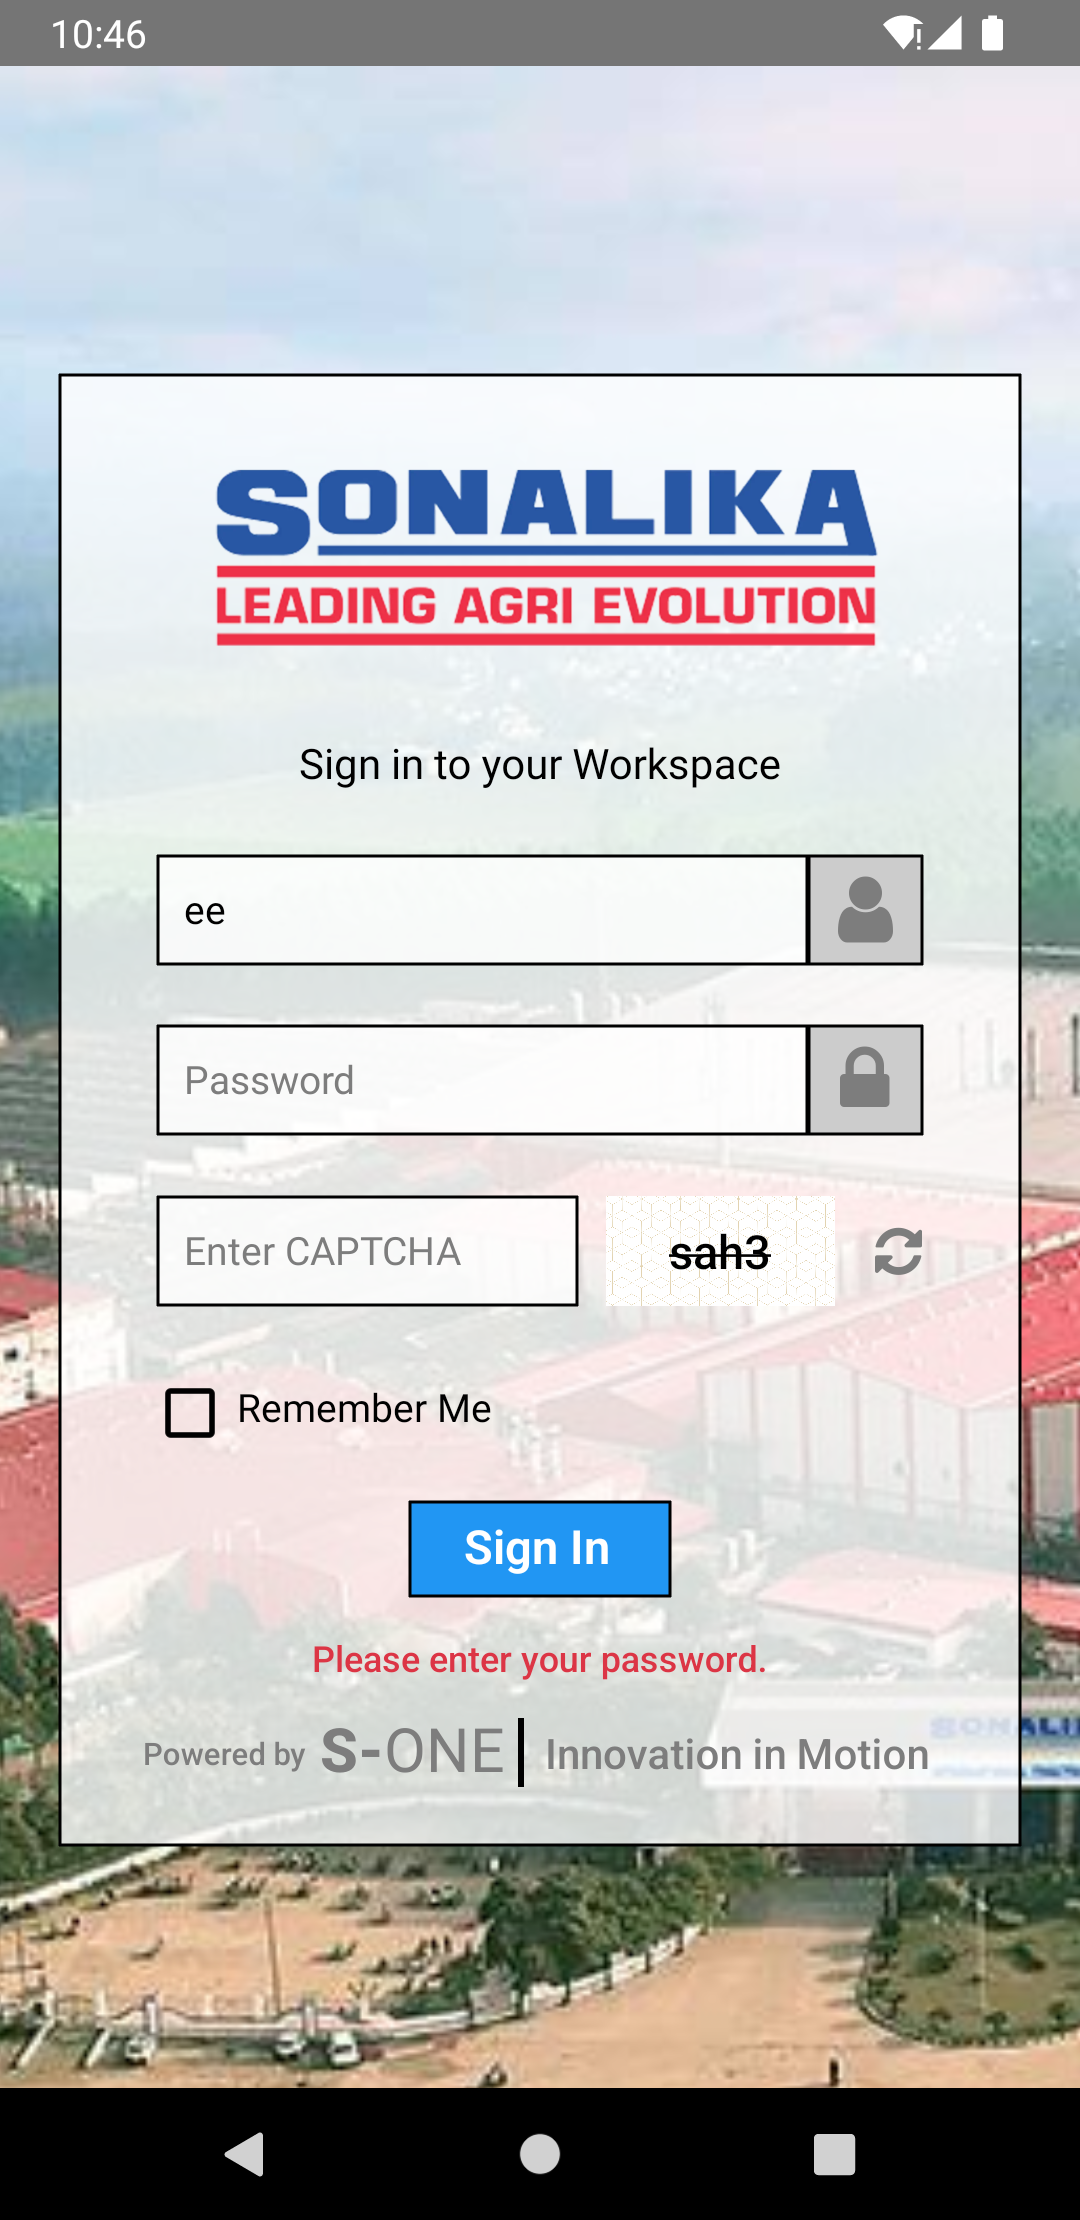 10:46
SONALIKA
LEADING AGRI EVOLUTION
Sign in to your Workspace
ee
Password
Enter CAPTCHA
sah3
Remember Me
Sign In
Please enter your password.
Powered by S-ONE | Innovation in Motion